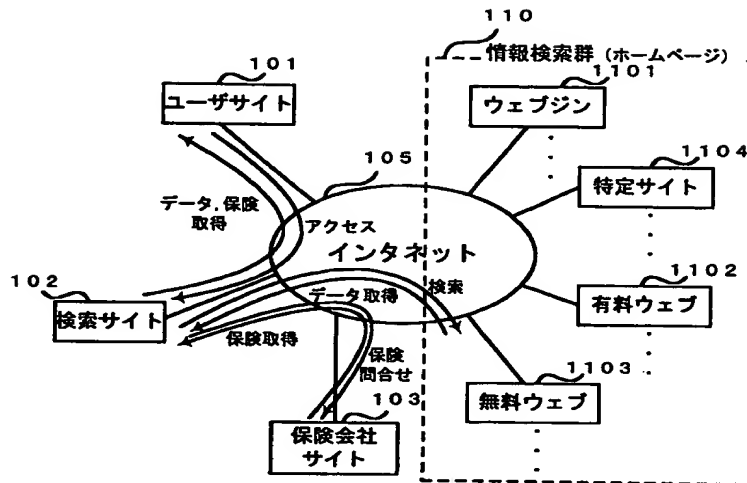 110
情報検索群(ホームページ)
101
ユーザサイト
1101
ウェブジン
1104
特定サイト
105
データ,保険
取得
アクセス
インタネット
102
検索サイト
データ取得
検索
1102
有料ウェブ
保険取得
保険
問合せ
1103
無料ウェブ
103
保険会社
サイト